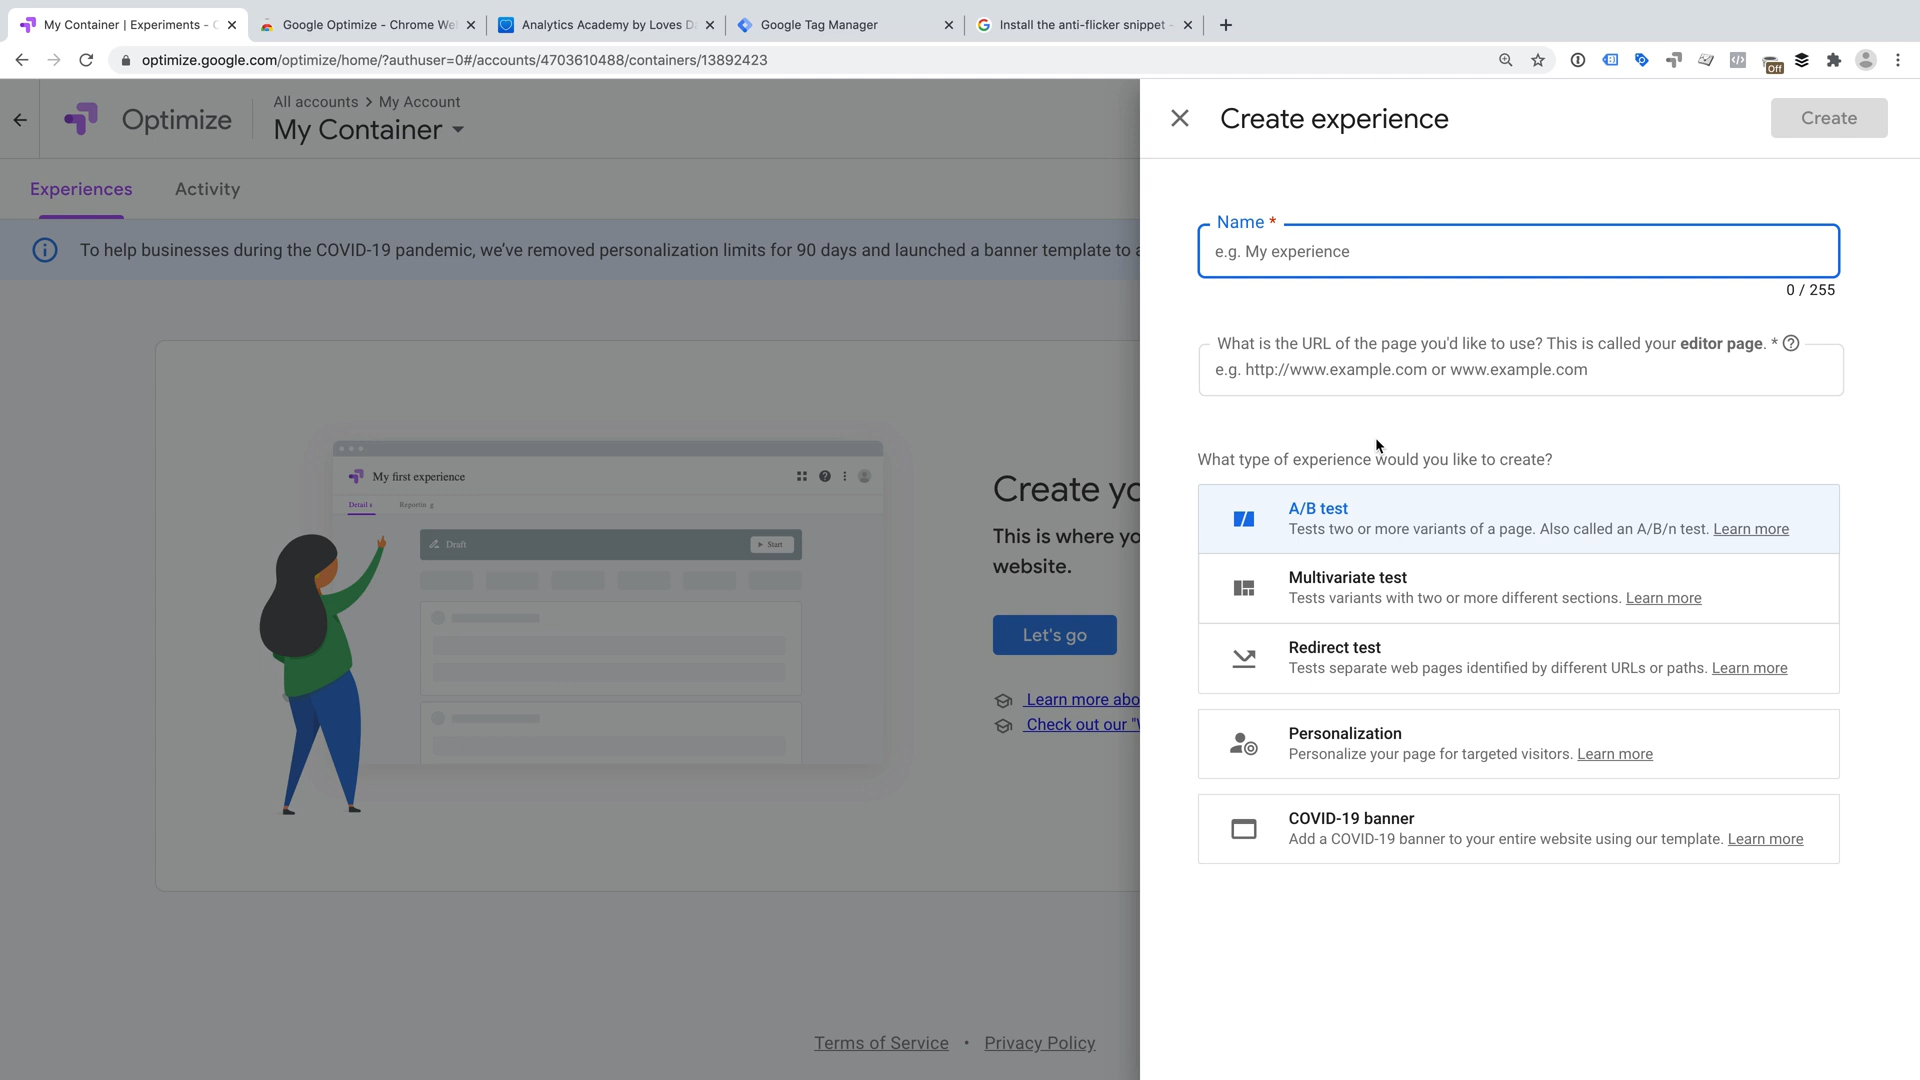 My Container | Experiments - 
Google Optimize - Chrome We
Analytics Academy by Loves D
Google Tag Manager
Install the anti-flicker snippet -
optimize.google.com/optimize/home/?authuser=0#/accounts/4703610488/containers/13892423
Off
Optimize
All accounts > My Account
My Container
Experiences
Activity
To help businesses during the COVID-19 pandemic, we've removed personalization limits for 90 days and launched a banner template to a
My first experience
Details
Reporting
Draft
Start
Create yo
This is where yo
website.
Let's go
Learn more abo
Check out our "
Terms of Service • Privacy Policy
Create experience
Create
Name *
e.g. My experience
0 / 255
What is the URL of the page you'd like to use? This is called your editor page. *
e.g. http://www.example.com or www.example.com
What type of experience would you like to create?
A/B test
Tests two or more variants of a page. Also called an A/B/n test. Learn more
Multivariate test
Tests variants with two or more different sections. Learn more
Redirect test
Tests separate web pages identified by different URLs or paths. Learn more
Personalization
Personalize your page for targeted visitors. Learn more
COVID-19 banner
Add a COVID-19 banner to your entire website using our template. Learn more